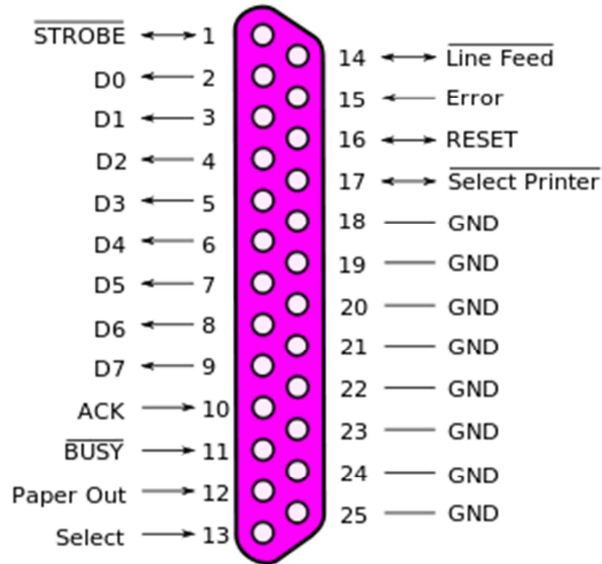 STROBE 1
D0 2
D1 3
D2 4
D3 5
D4 6
D5 7
D6 8
D7 9
ACK 10
BUSY 11
Paper Out 12
Select 13
14 Line Feed
15 Error
16 RESET
17 Select Printer
18 GND
19 GND
20 GND
21 GND
22 GND
23 GND
24 GND
25 GND